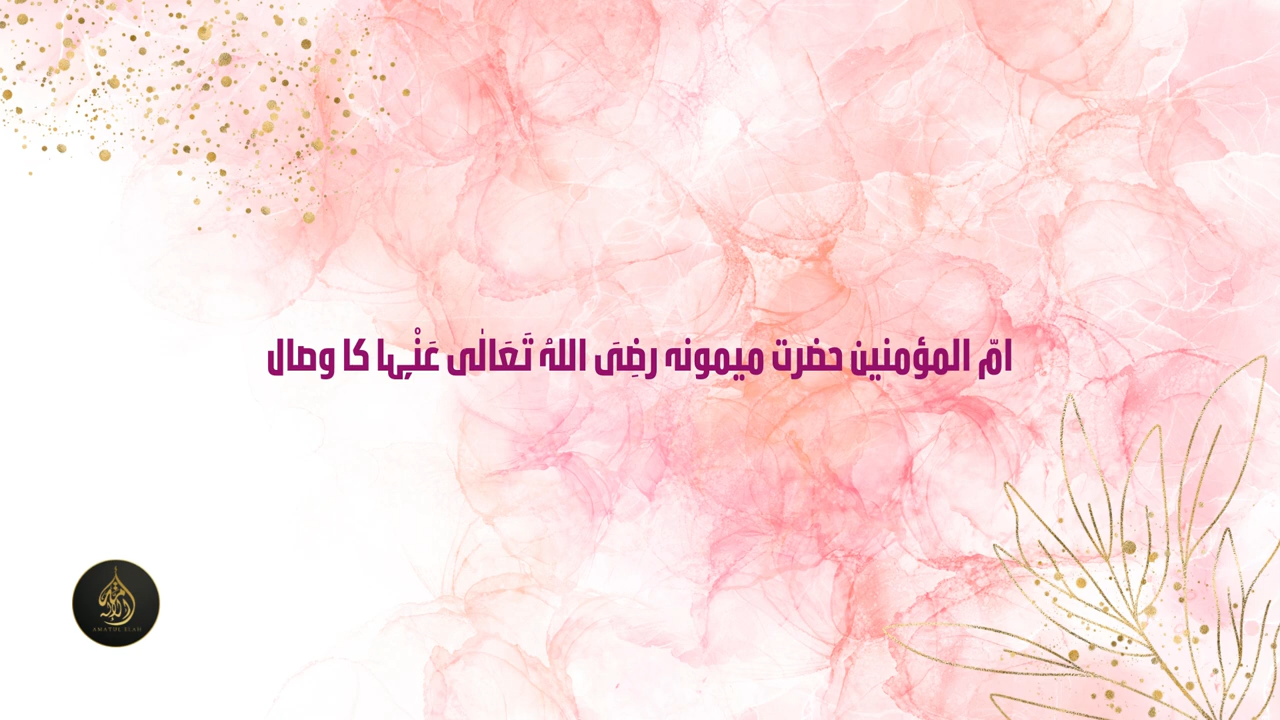 امّ المؤمنین حضرت میمونہ رضِیَ اللہُ تَعَالٰی عَنْہا کا وصال